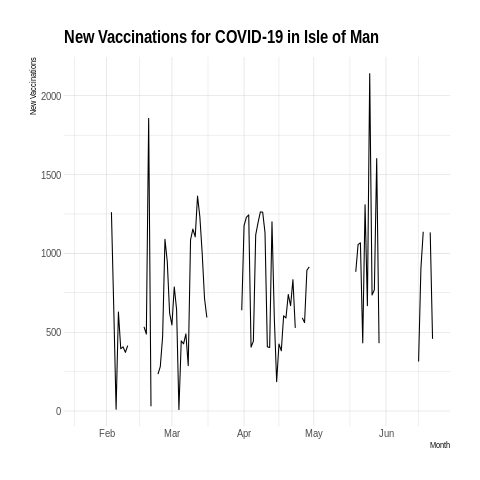 New Vaccinations for COVID-19 in Isle of Man
New Vaccinations
2000
1500
1000
500
0
Feb Mar Apr May Jun
Month